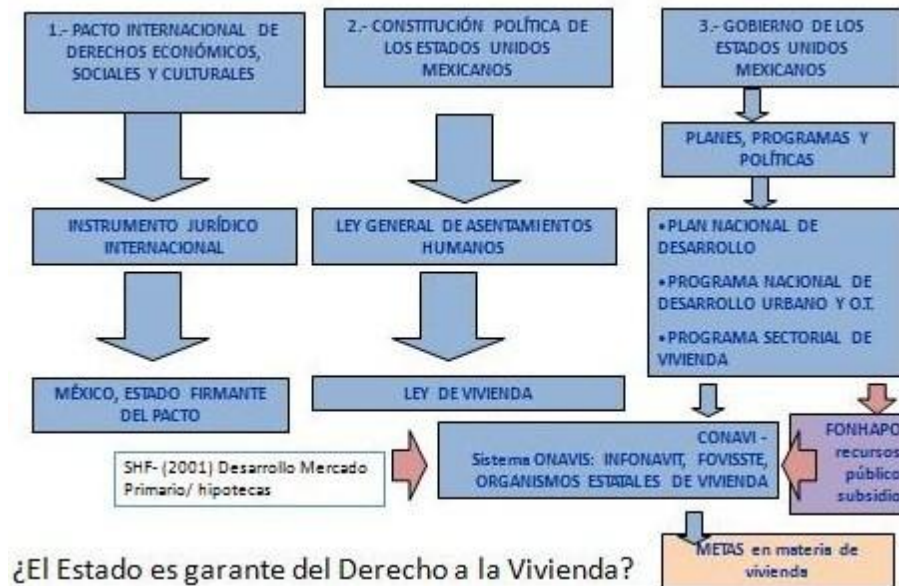 1.- PACTO INTERNACIONAL DE
DERECHOS ECONÓMICOS,
SOCIALES Y CULTURALES
2.- CONSTITUCIÓN POLÍTICA DE
LOS ESTADOS UNIDOS
MEXICANOS
3.- GOBIERNO DE LOS
ESTADOS UNIDOS
MEXICANOS
PLANES, PROGRAMAS Y
POLÍTICAS
INSTRUMENTO JURÍDICO
INTERNACIONAL
LEY GENERAL DE ASENTAMIENTOS
HUMANOS
•PLAN NACIONAL DE
DESARROLLO
•PROGRAMA NACIONAL DE
DESARROLLO URBANO Y O.T.
•PROGRAMA SECTORIAL DE
VIVIENDA
MÉXICO, ESTADO FIRMANTE
DEL PACTO
LEY DE VIVIENDA
SHF- (2001) Desarrollo Mercado
Primario/ hipotecas
CONAVI -
Sistema ONAVIS: INFONAVIT, FOVISSTE,
ORGANISMOS ESTATALES DE VIVIENDA
FONHAPO
recursos
público
subsidio
METAS en materia de
vivienda
¿El Estado es garante del Derecho a la Vivienda?